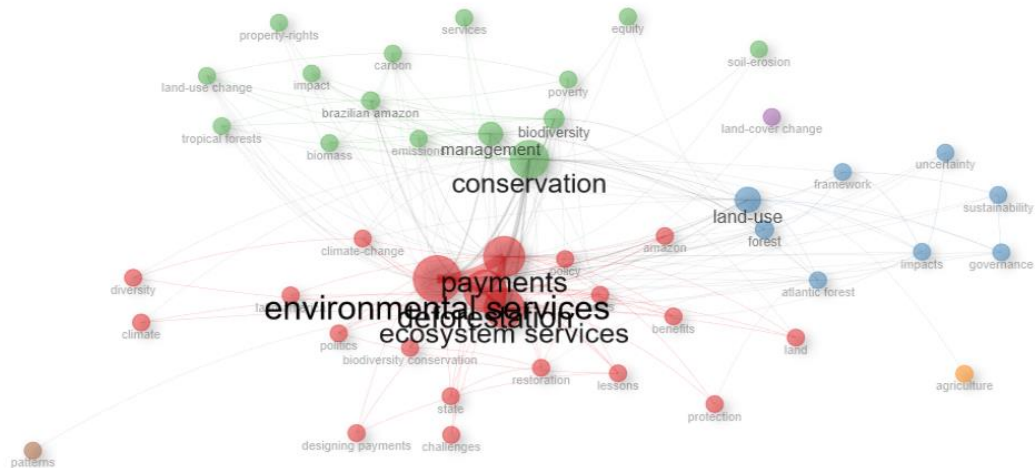 services
equity
property-rights
soil-erosion
carbon
land-use change
impact
poverty
brazilian amazon
land-cover change
tropical forests
biomass
emissions
management
biodiversity
conservation
uncertainty
framework
sustainability
land-use
forest
climate-change
amazon
policy
impacts
governance
diversity
payments
atlantic forest
environmental services
climate
deforestation
benefits
politics
ecosystem services
land
biodiversity conservation
restoration
lessons
agriculture
state
protection
designing payments
challenges
patterns